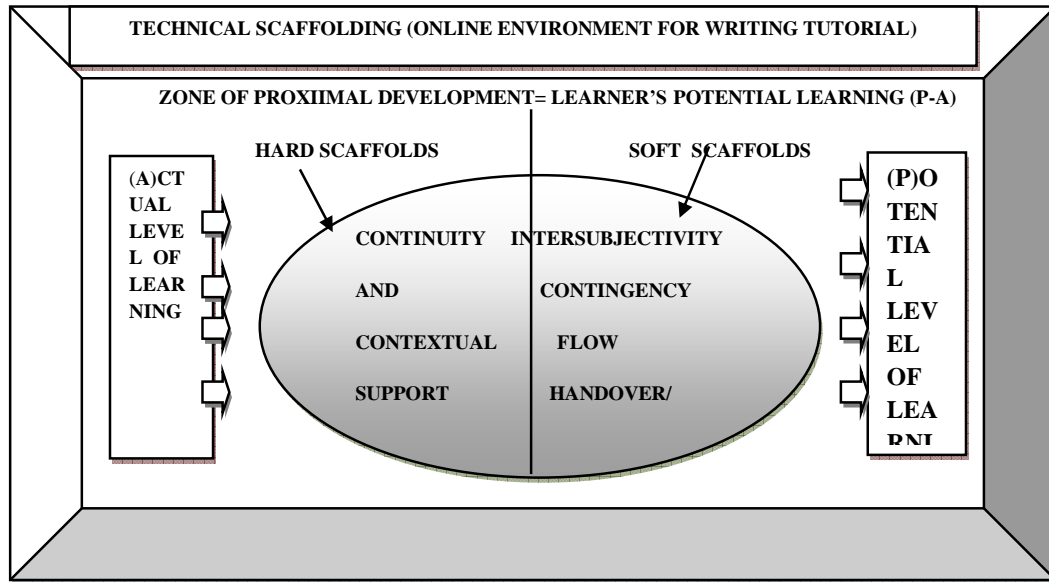 TECHNICAL SCAFFOLDING (ONLINE ENVIRONMENT FOR WRITING TUTORIAL)
ZONE OF PROXIIMAL DEVELOPMENT= LEARNER'S POTENTIAL LEARNING (P-A)
HARD SCAFFOLDS
SOFT SCAFFOLDS
(A)CT
UAL
LEVE
L OF
LEAR
NING
CONTINUITY
AND
CONTEXTUAL
SUPPORT
INTERSUBJECTIVITY
CONTINGENCY
FLOW
HANDOVER/
(P)O
TEN
TIA
L
LEV
EL
OF
LEA
RNI